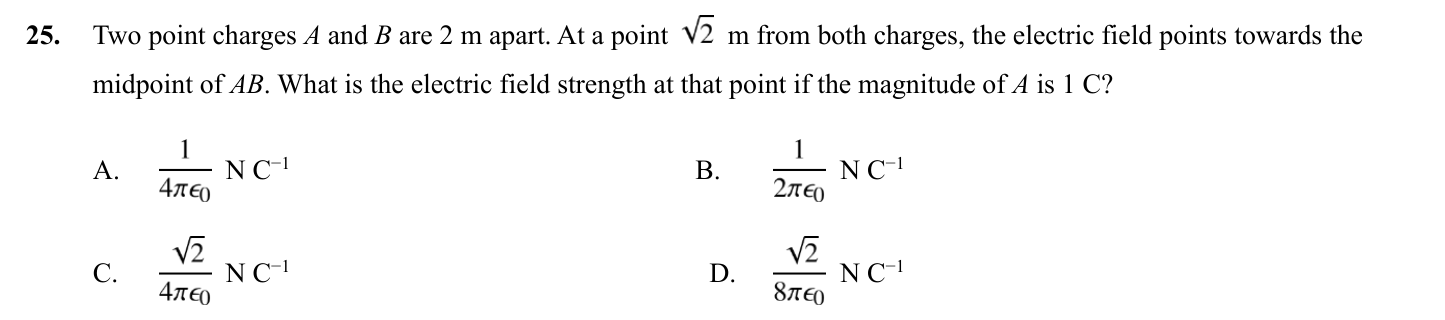 25. Two point charges A and B are 2 m apart. At a point √2 m from both charges, the electric field points towards the
midpoint of AB. What is the electric field strength at that point if the magnitude of A is 1 C?
A. 1/(4πϵ₀) N C⁻¹ B. 1/(2πϵ₀) N C⁻¹
C. √2/(4πϵ₀) N C⁻¹ D. √2/(8πϵ₀) N C⁻¹